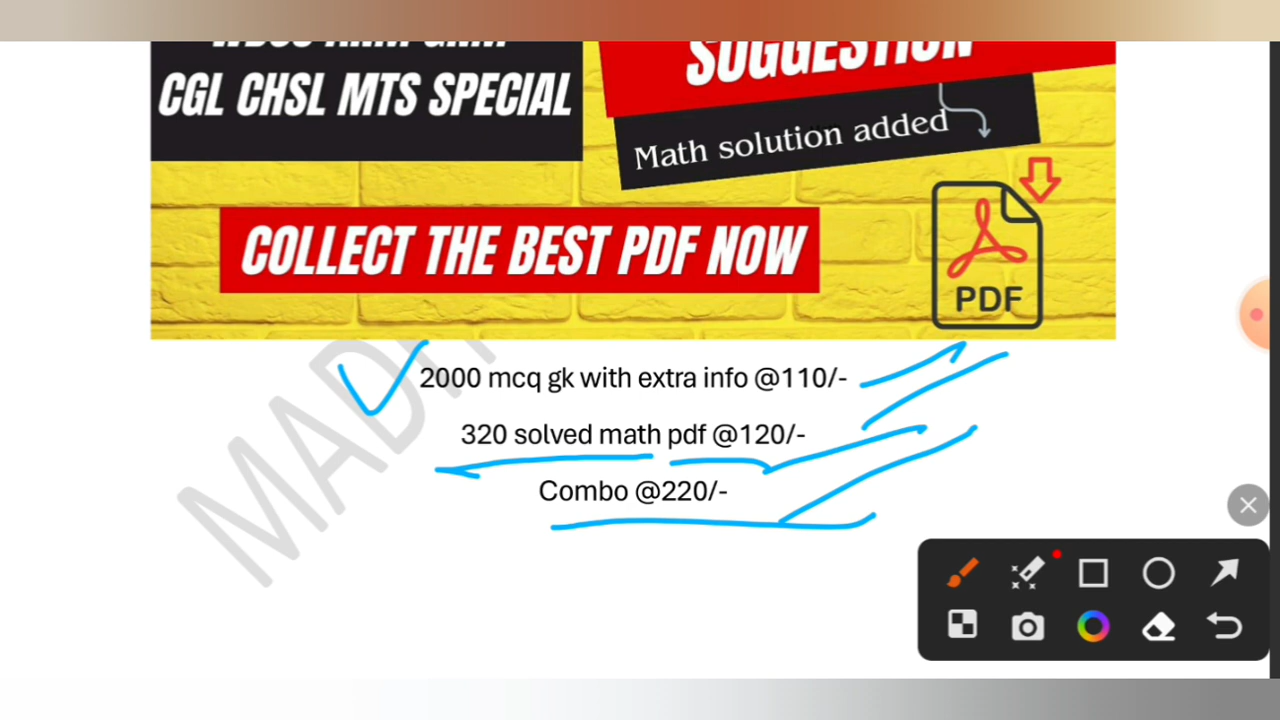 CGL CHSL MTS SPECIAL
SUGGESTION
Math solution added
COLLECT THE BEST PDF NOW
PDF
2000 mcq gk with extra info @110/-
320 solved math pdf @120/-
Combo @220/-